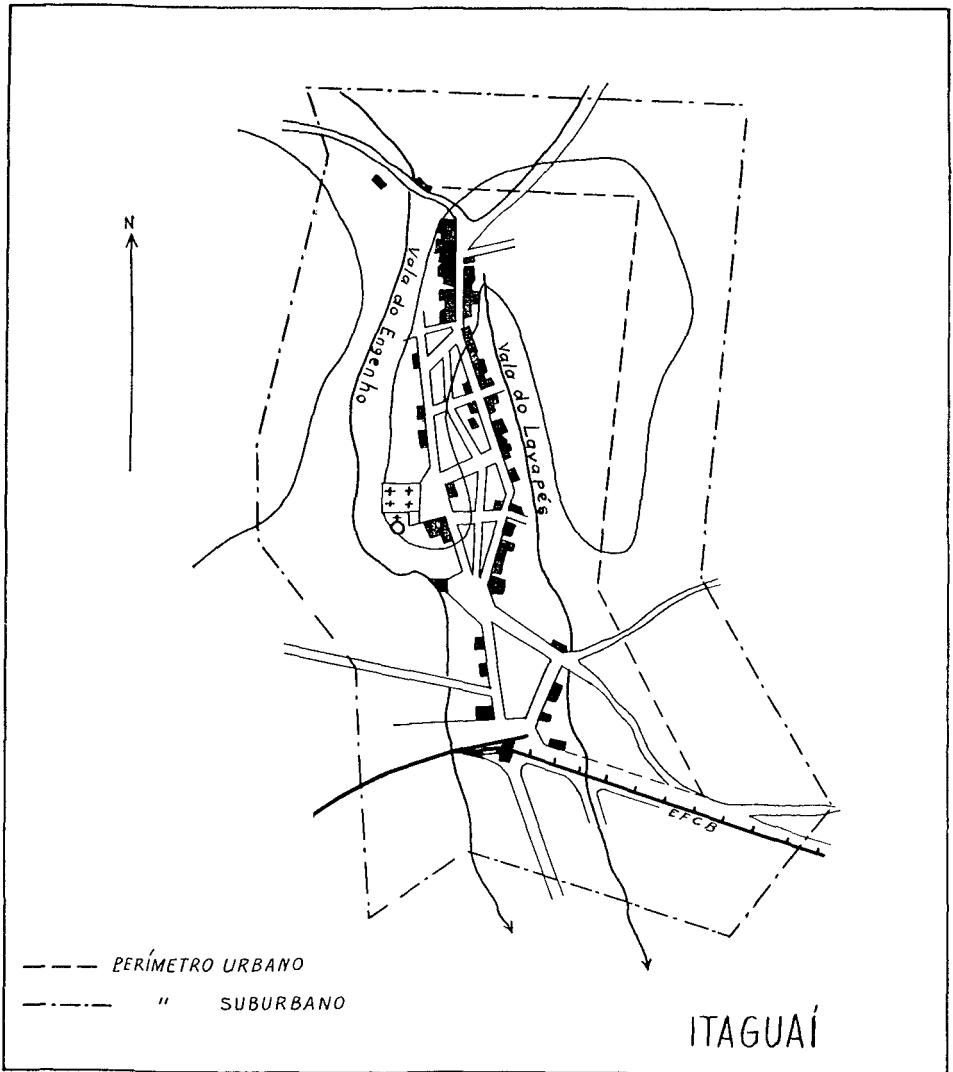 N
Vala do Engenho
Vala do Lavapés
EFCB
PERÍMETRO URBANO
" SUBURBANO
ITAGUAÍ